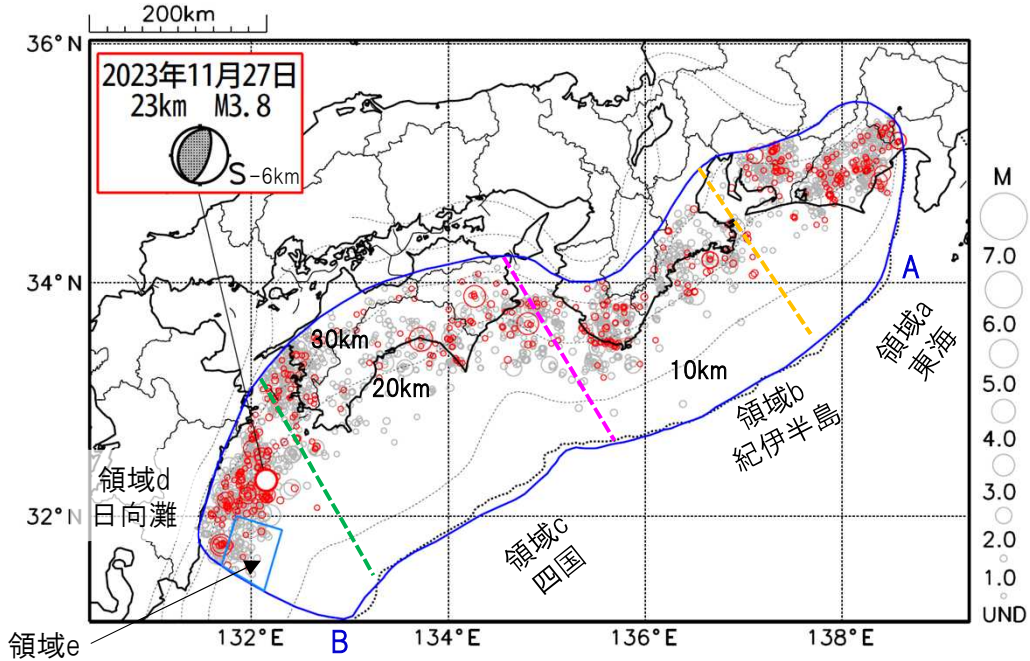 200km
36°N
34°N
32°N
2023年11月27日
23km M3.8
S-6km
30km
20km
10km
A
領域a
東海
領域b
紀伊半島
領域c
四国
領域d
日向灘
領域e
B
132°E
134°E
136°E
138°E
M
7.0
6.0
5.0
4.0
3.0
2.0
1.0
UND